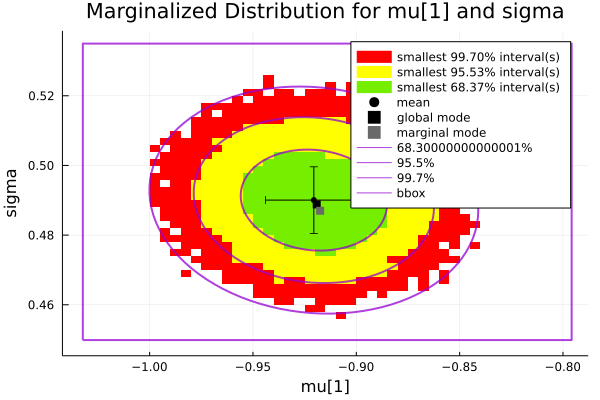 Marginalized Distribution for mu[1] and sigma
smallest 99.70% interval(s)
smallest 95.53% interval(s)
smallest 68.37% interval(s)
mean
global mode
marginal mode
68.30000000000001%
95.5%
99.7%
bbox
sigma
0.52
0.50
0.48
0.46
−1.00
−0.95
−0.90
−0.85
−0.80
mu[1]